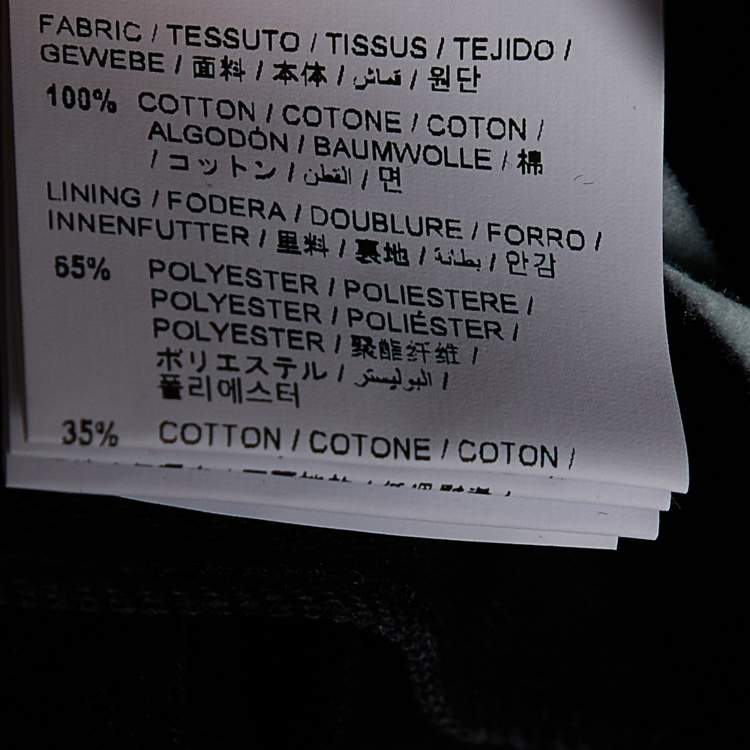 FABRIC / TESSUTO / TISSUS / TEJIDO /
GEWEBE / 面料 / 本体 / قماش / 원단
100% COTTON / COTONE / COTON /
ALGODÓN / BAUMWOLLE / 棉
/ コットン / القطن / 면
LINING / FODERA / DOUBLURE / FORRO /
INNENFUTTER / 里料 / 裏地 / بطانة / 안감
65% POLYESTER / POLIESTERE /
POLYESTER / POLIÉSTER /
POLYESTER / 聚酯纤维 /
ポリエステル / البوليستر /
폴리에스터
35% COTTON / COTONE / COTON /